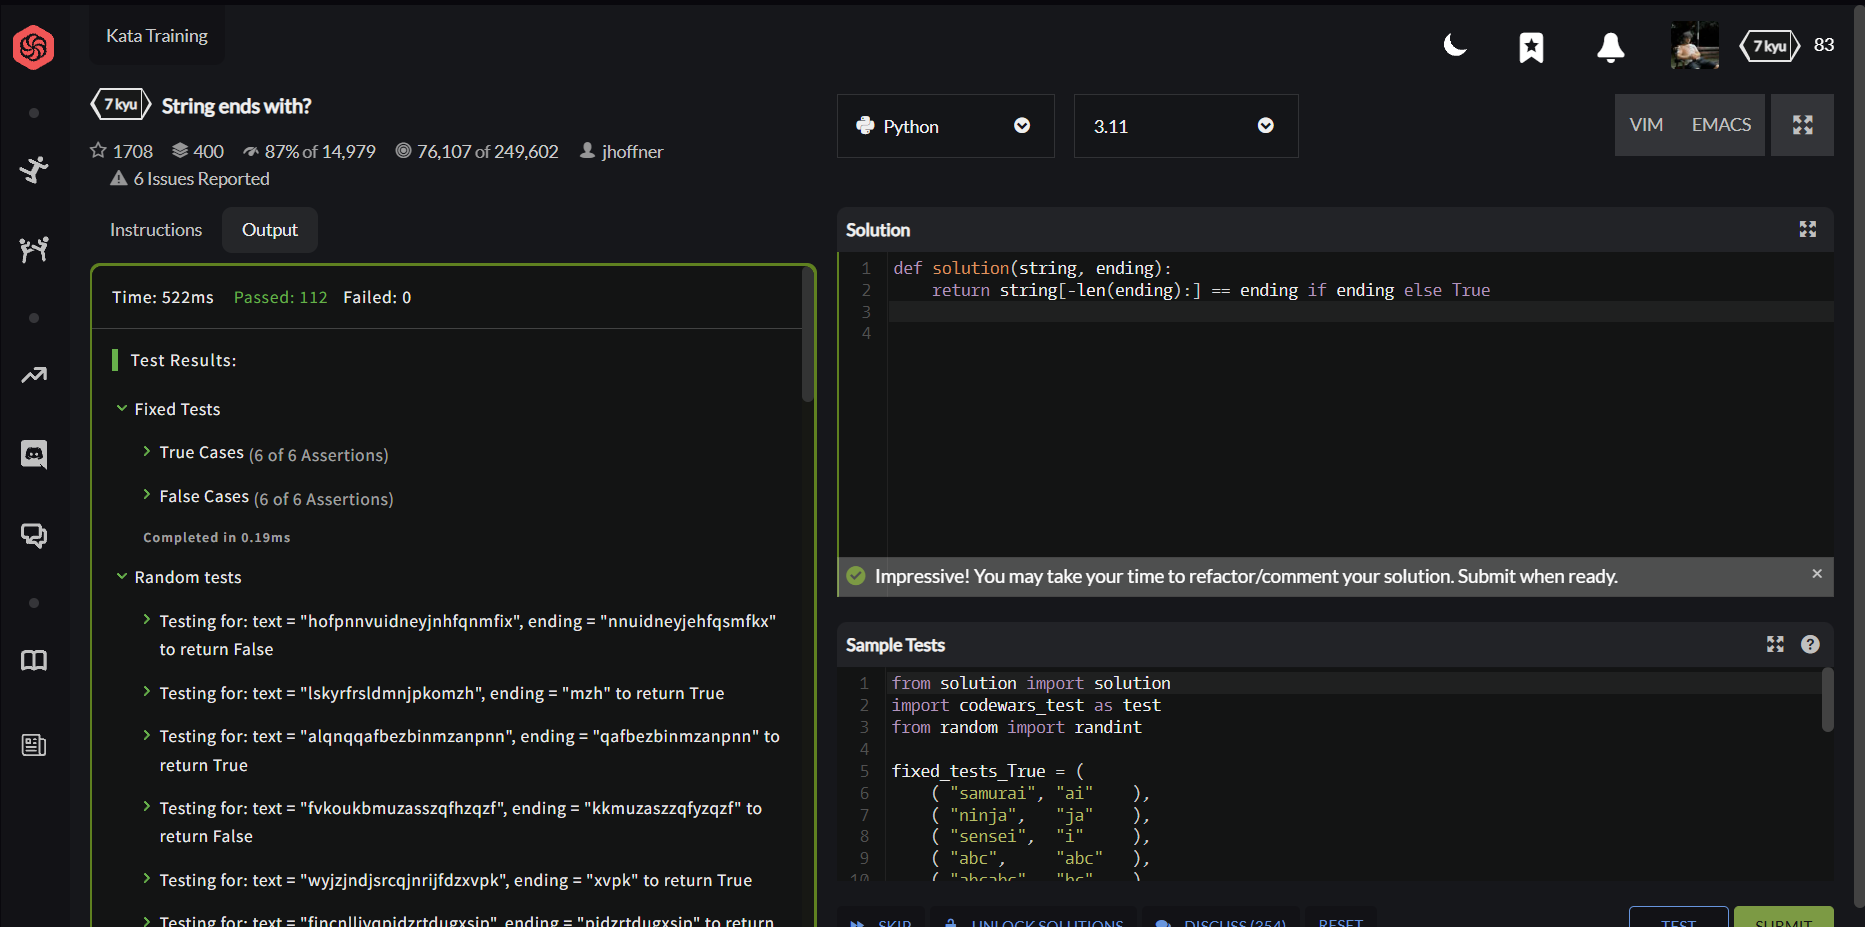 Kata Training
7 kyu
83
7 kyu String ends with?
1708 400 87% of 14,979 76,107 of 249,602 jhoffner
6 Issues Reported
Python
3.11
VIM EMACS
Instructions Output
Time: 522ms Passed: 112 Failed: 0
Test Results:
Fixed Tests
True Cases (6 of 6 Assertions)
False Cases (6 of 6 Assertions)
Completed in 0.19ms
Random tests
Testing for: text = "hofpnnvuidneyjnhfqnmfix", ending = "nnuidneyjehfqsmfkx"
to return False
Testing for: text = "lskyrfrsldmnjpkomzh", ending = "mzh" to return True
Testing for: text = "alqnqqafbezbinmzanpnn", ending = "qafbezbinmzanpnn" to
return True
Testing for: text = "fvkoukbmuzasszqfhzqzf", ending = "kkmuzaszzqfyzqzf" to
return False
Testing for: text = "wyjzjndjsrcqjnrijfdzxvpk", ending = "xvpk" to return True
Testing for: text = "fincnllivqpidzrtdugxsip", ending = "pidzrtdugxsip" to return
Solution
1 def solution(string, ending):
2 return string[-len(ending):] == ending if ending else True
3
4
Impressive! You may take your time to refactor/comment your solution. Submit when ready.
Sample Tests
1 from solution import solution
2 import codewars_test as test
3 from random import randint
4
5 fixed_tests_True = (
6 ( "samurai", "ai" ),
7 ( "ninja", "ja" ),
8 ( "sensei", "i" ),
9 ( "abc", "abc" ),
10 ( "abcabc", "bc" ),
SKIP UNLOCK SOLUTIONS DISCUSS (354) RESET TEST SUBMIT